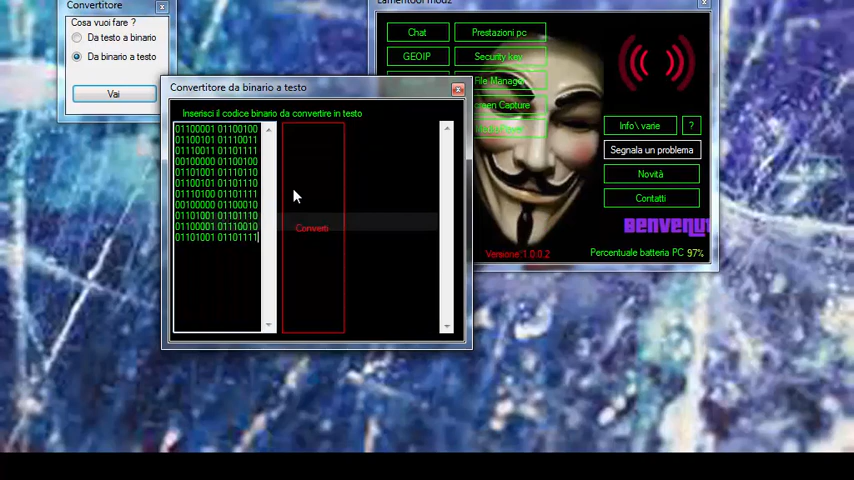 Convertitore
Cosa vuoi fare ?
Da testo a binario
Da binario a testo
Vai
Convertitore da binario a testo
Inserisci il codice binario da convertire in testo
01100001 01100100
01100101 01110011
01110011 01101111
00100000 01100100
01101001 01110110
01100101 01101110
01110100 01101111
00100000 01100010
01101001 01101110
01100001 01110010
01101001 01101111
Converti
Chat
Prestazioni pc
GEOIP
Security key
File Manager
Info\ varie
?
Segnala un problema
Novità
Contatti
BENVENUT
Versione:1.0.0.2
Percentuale batteria PC 97%